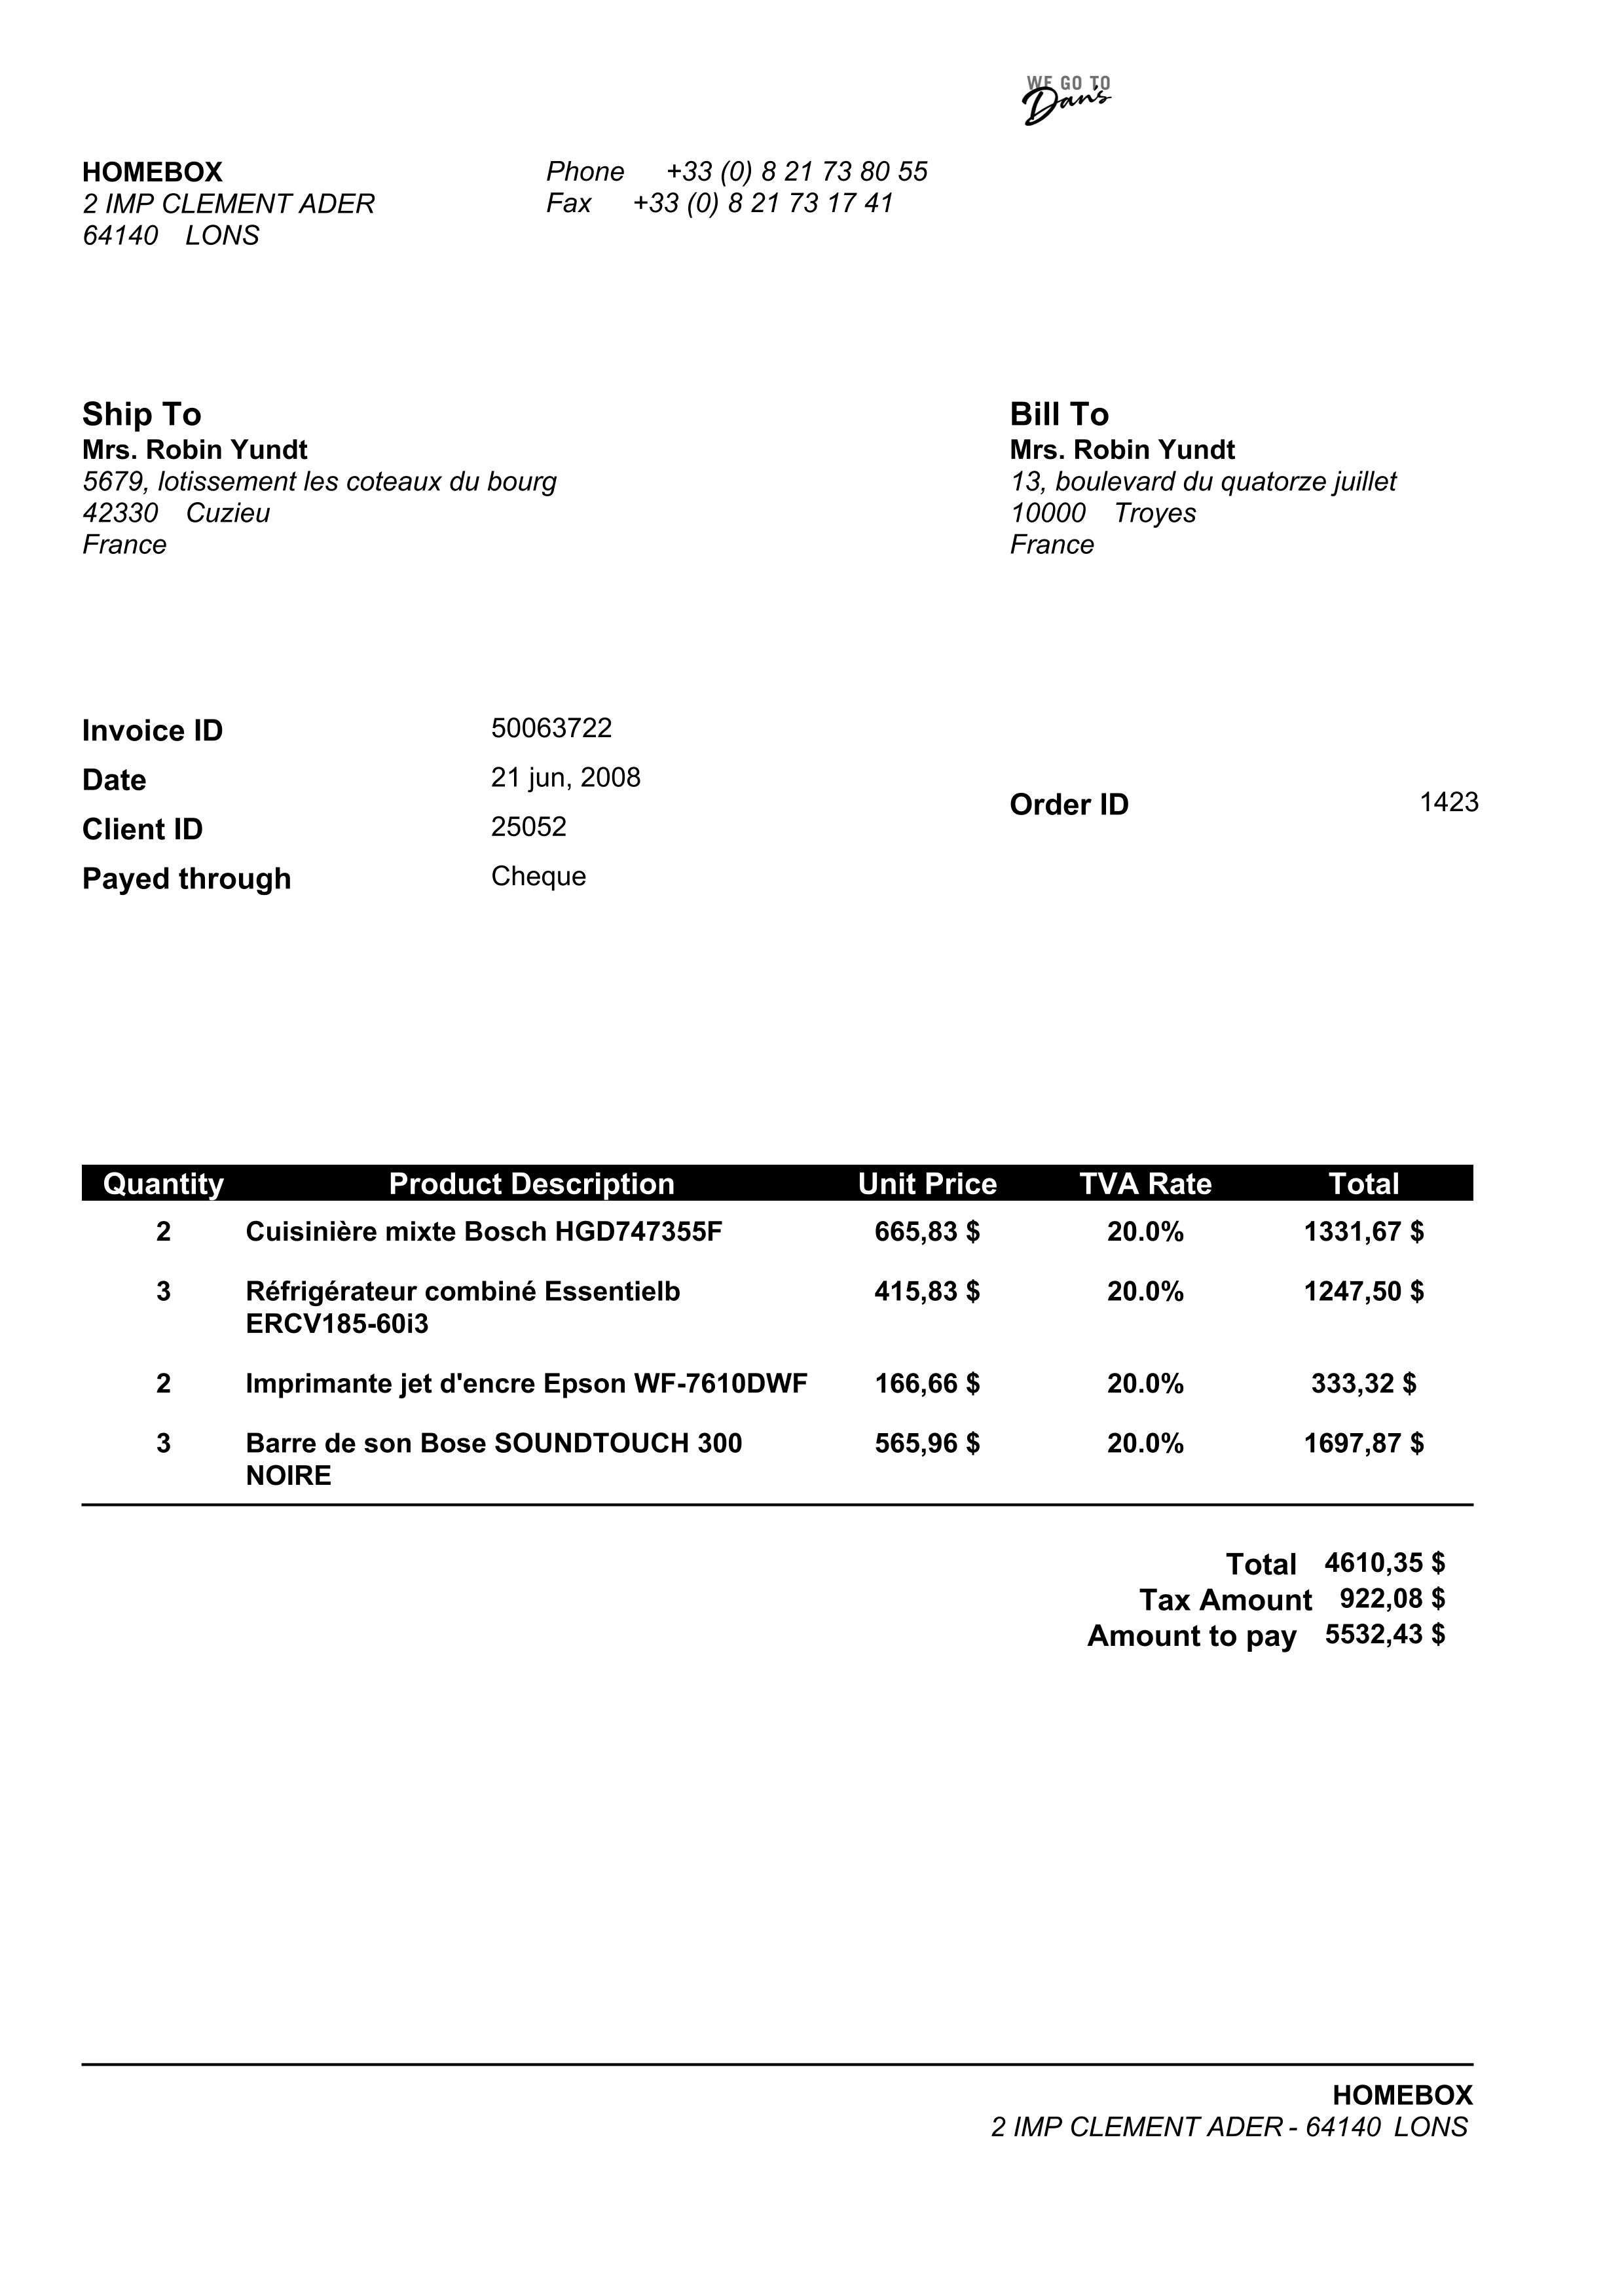 WE GO TO
Dan's
HOMEBOX
2 IMP CLEMENT ADER
64140 LONS
Phone +33 (0) 8 21 73 80 55
Fax +33 (0) 8 21 73 17 41
Ship To
Mrs. Robin Yundt
5679, lotissement les coteaux du bourg
42330 Cuzieu
France
Bill To
Mrs. Robin Yundt
13, boulevard du quatorze juillet
10000 Troyes
France
Invoice ID 50063722
Date 21 jun, 2008
Client ID 25052
Payed through Cheque
Order ID 1423
Quantity Product Description Unit Price TVA Rate Total
2 Cuisinière mixte Bosch HGD747355F 665,83 $ 20.0% 1331,67 $
3 Réfrigérateur combiné Essentielb 415,83 $ 20.0% 1247,50 $
ERCV185-60i3
2 Imprimante jet d'encre Epson WF-7610DWF 166,66 $ 20.0% 333,32 $
3 Barre de son Bose SOUNDTOUCH 300 565,96 $ 20.0% 1697,87 $
NOIRE
Total 4610,35 $
Tax Amount 922,08 $
Amount to pay 5532,43 $
HOMEBOX
2 IMP CLEMENT ADER - 64140 LONS